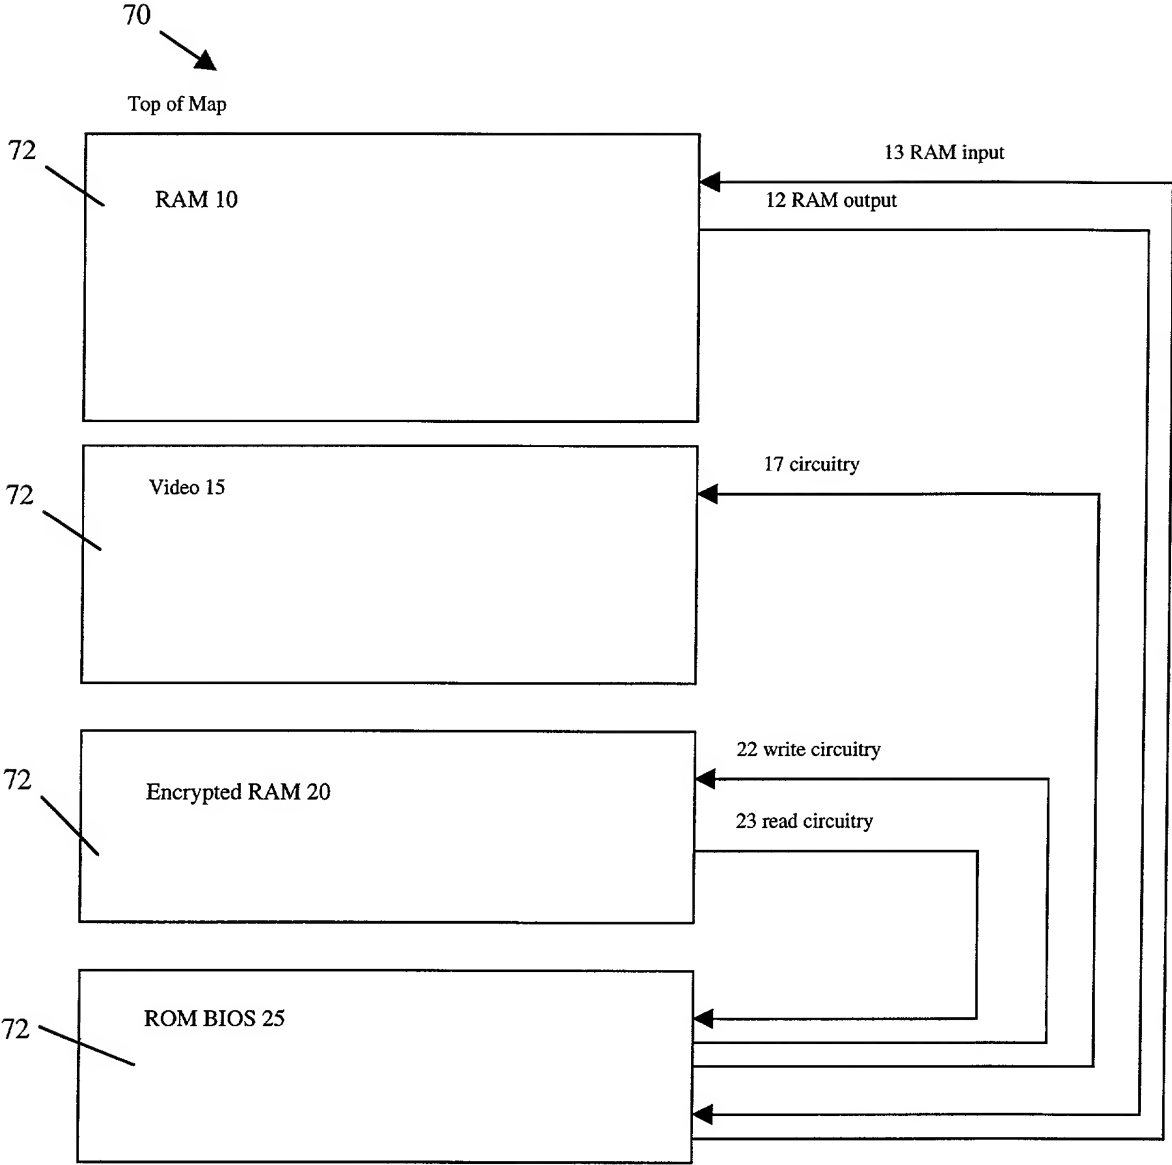 70
Top of Map
72
13 RAM input
RAM 10
12 RAM output
17 circuitry
72
Video 15
22 write circuitry
72
Encrypted RAM 20
23 read circuitry
ROM BIOS 25
72